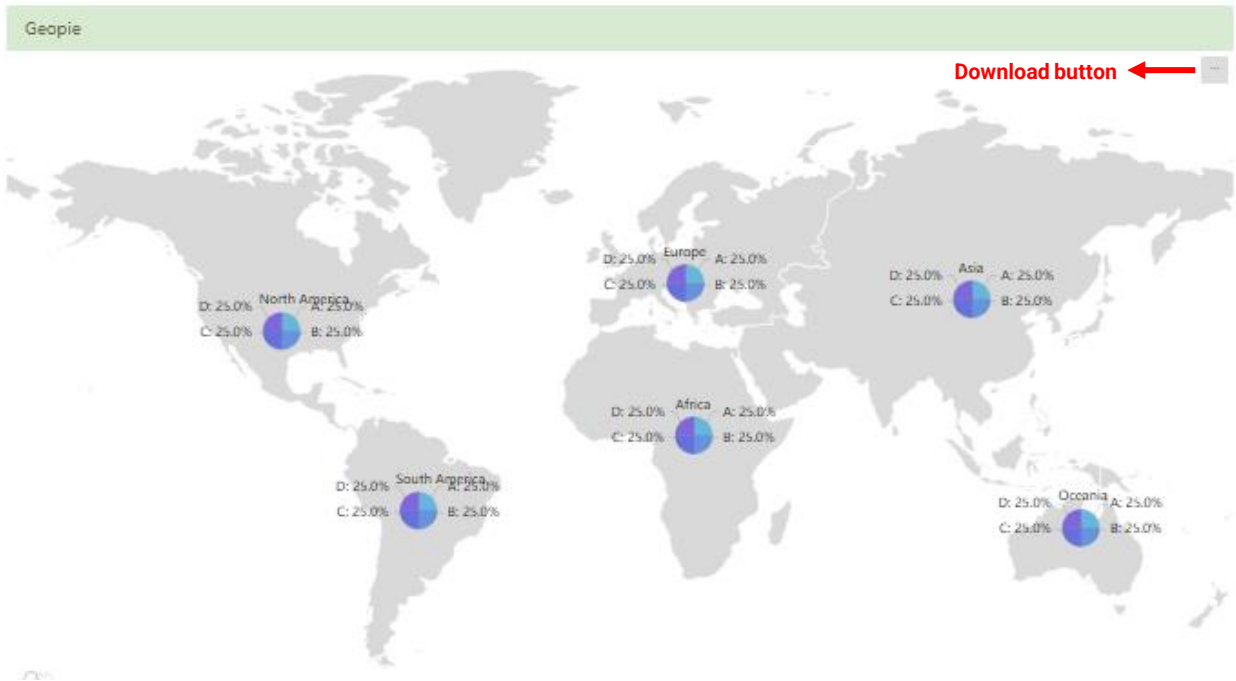 Geopie
Download button
...
Europe
D: 25.0% A: 25.0%
C: 25.0% B: 25.0%
Asia
D: 25.0% A: 25.0%
C: 25.0% B: 25.0%
North America
D: 25.0% A: 25.0%
C: 25.0% B: 25.0%
Africa
D: 25.0% A: 25.0%
C: 25.0% B: 25.0%
South America
D: 25.0% A: 25.0%
C: 25.0% B: 25.0%
Oceania
D: 25.0% A: 25.0%
C: 25.0% B: 25.0%